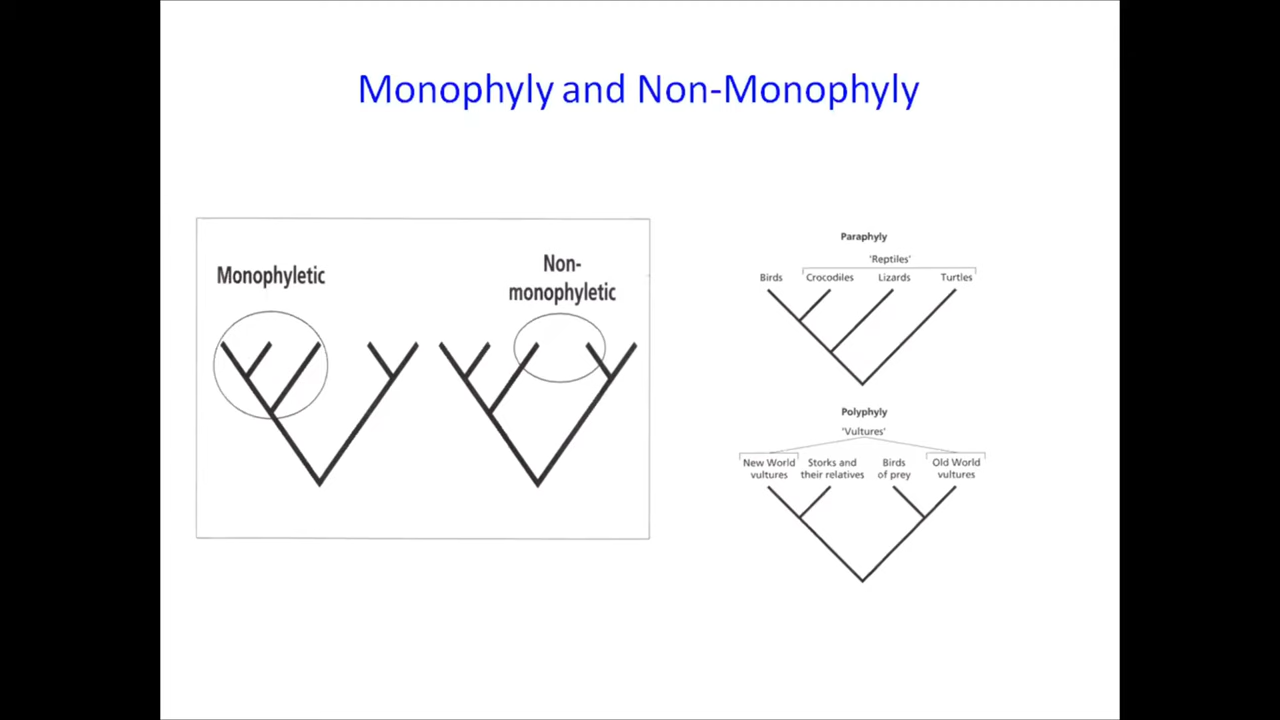 Monophyly and Non-Monophyly
Monophyletic
Non-
monophyletic
Paraphyly
'Reptiles'
Birds Crocodiles Lizards Turtles
Polyphyly
'Vultures'
New World Storks and Birds Old World
vultures their relatives of prey vultures